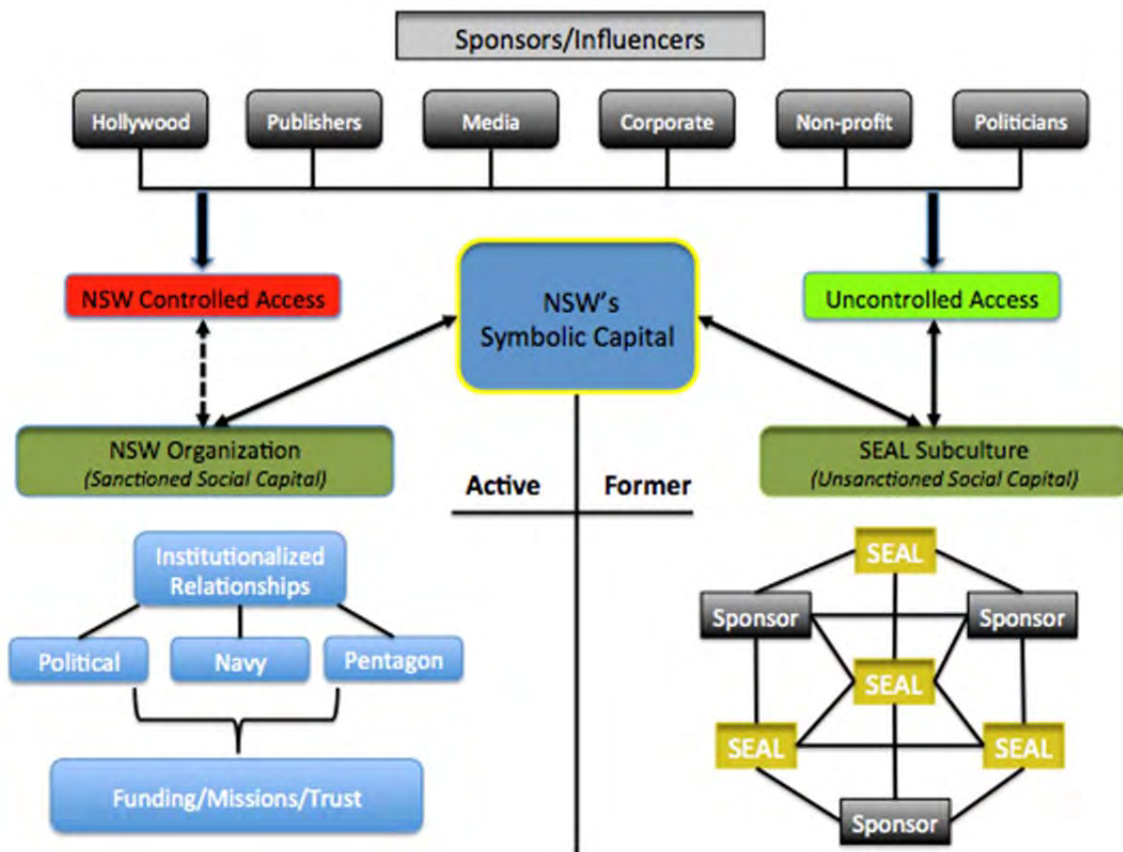 Sponsors/Influencers
Hollywood
Publishers
Media
Corporate
Non-profit
Politicians
NSW Controlled Access
NSW's
Symbolic Capital
Uncontrolled Access
NSW Organization
(Sanctioned Social Capital)
SEAL Subculture
(Unsanctioned Social Capital)
Active
Former
Institutionalized
Relationships
Political
Navy
Pentagon
Funding/Missions/Trust
SEAL
Sponsor
Sponsor
SEAL
SEAL
SEAL
Sponsor